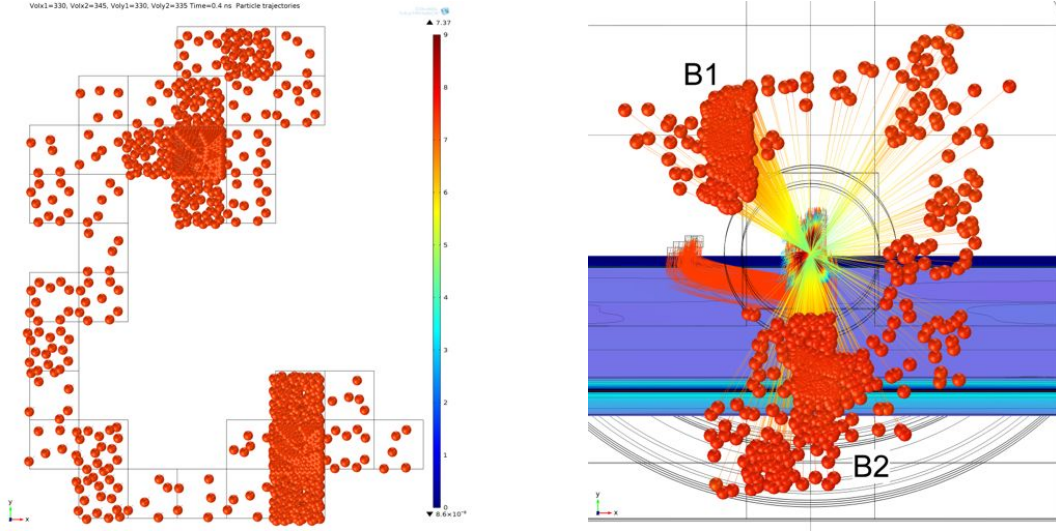 Volx1=330, Volx2=345, Voly1=330, Voly2=335 Time=0.4 ns Particle trajectories
▲ 7.37
9
8
7
6
5
4
3
2
1
0
▼ 8.6×10⁻⁹
y
x
B1
B2
y
x